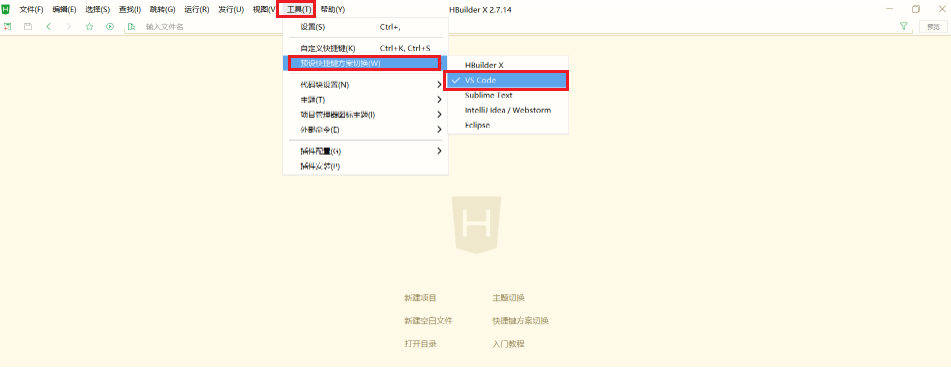 文件(F) 编辑(E) 选择(S) 查找(I) 跳转(G) 运行(R) 发行(U) 视图(V 工具(T) 帮助(Y) HBuilder X 2.7.14
输入文件名 预览
设置(S) Ctrl+,
自定义快捷键(K) Ctrl+K, Ctrl+S
预设快捷键方案切换(W)
代码块设置(N)
主题(T)
项目管理器图标主题(I)
外部命令(E)
插件配置(G)
插件安装(P)
HBuilder X
VS Code
Sublime Text
IntelliJ Idea / Webstorm
Eclipse
H
新建项目 主题切换
新建空白文件 快捷键方案切换
打开目录 入门教程